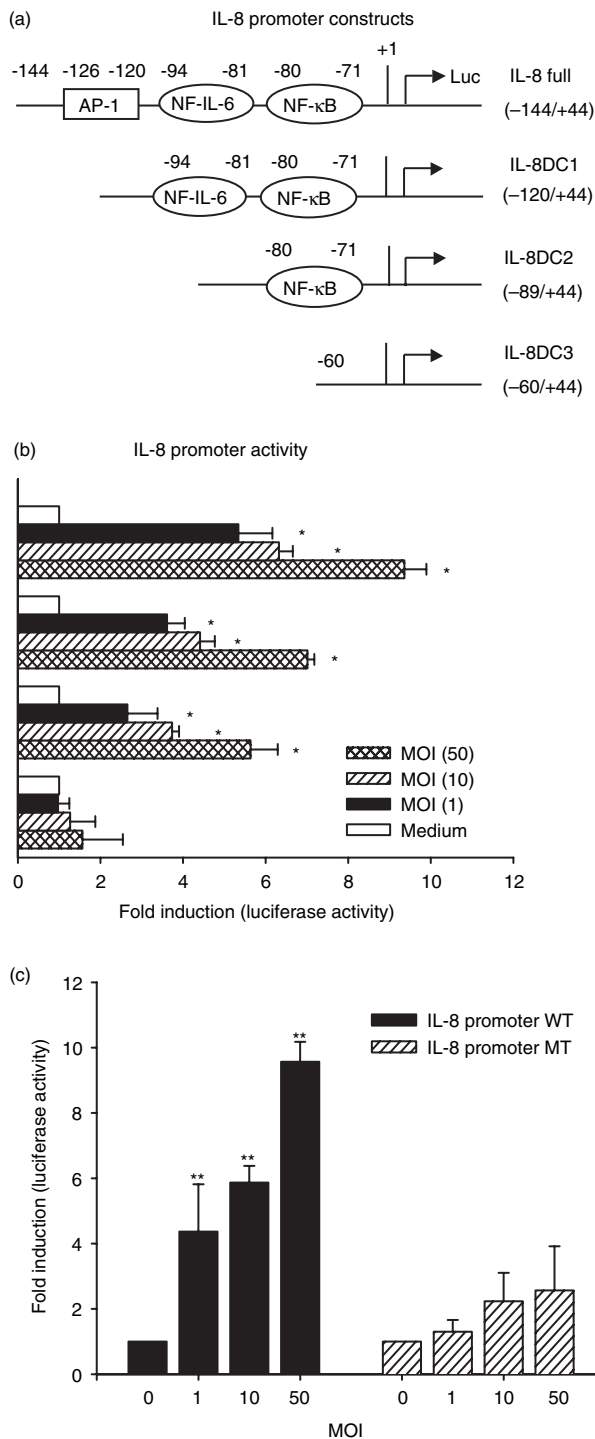 (a) IL-8 promoter constructs
-144 -126 -120 -94 -81 -80 -71 +1
AP-1 NF-IL-6 NF-κB Luc IL-8 full
(–144/+44)
-94 -81 -80 -71 IL-8DC1
NF-IL-6 NF-κB (–120/+44)
-80 -71 IL-8DC2
NF-κB (–89/+44)
-60 IL-8DC3
(–60/+44)
(b) IL-8 promoter activity
*
*
*
*
*
*
*
*
*
MOI (50)
MOI (10)
MOI (1)
Medium
0 2 4 6 8 10 12
Fold induction (luciferase activity)
(c)
12
10
8
6
4
2
0
Fold induction (luciferase activity)
IL-8 promoter WT
IL-8 promoter MT
**
**
**
0 1 10 50 0 1 10 50
MOI